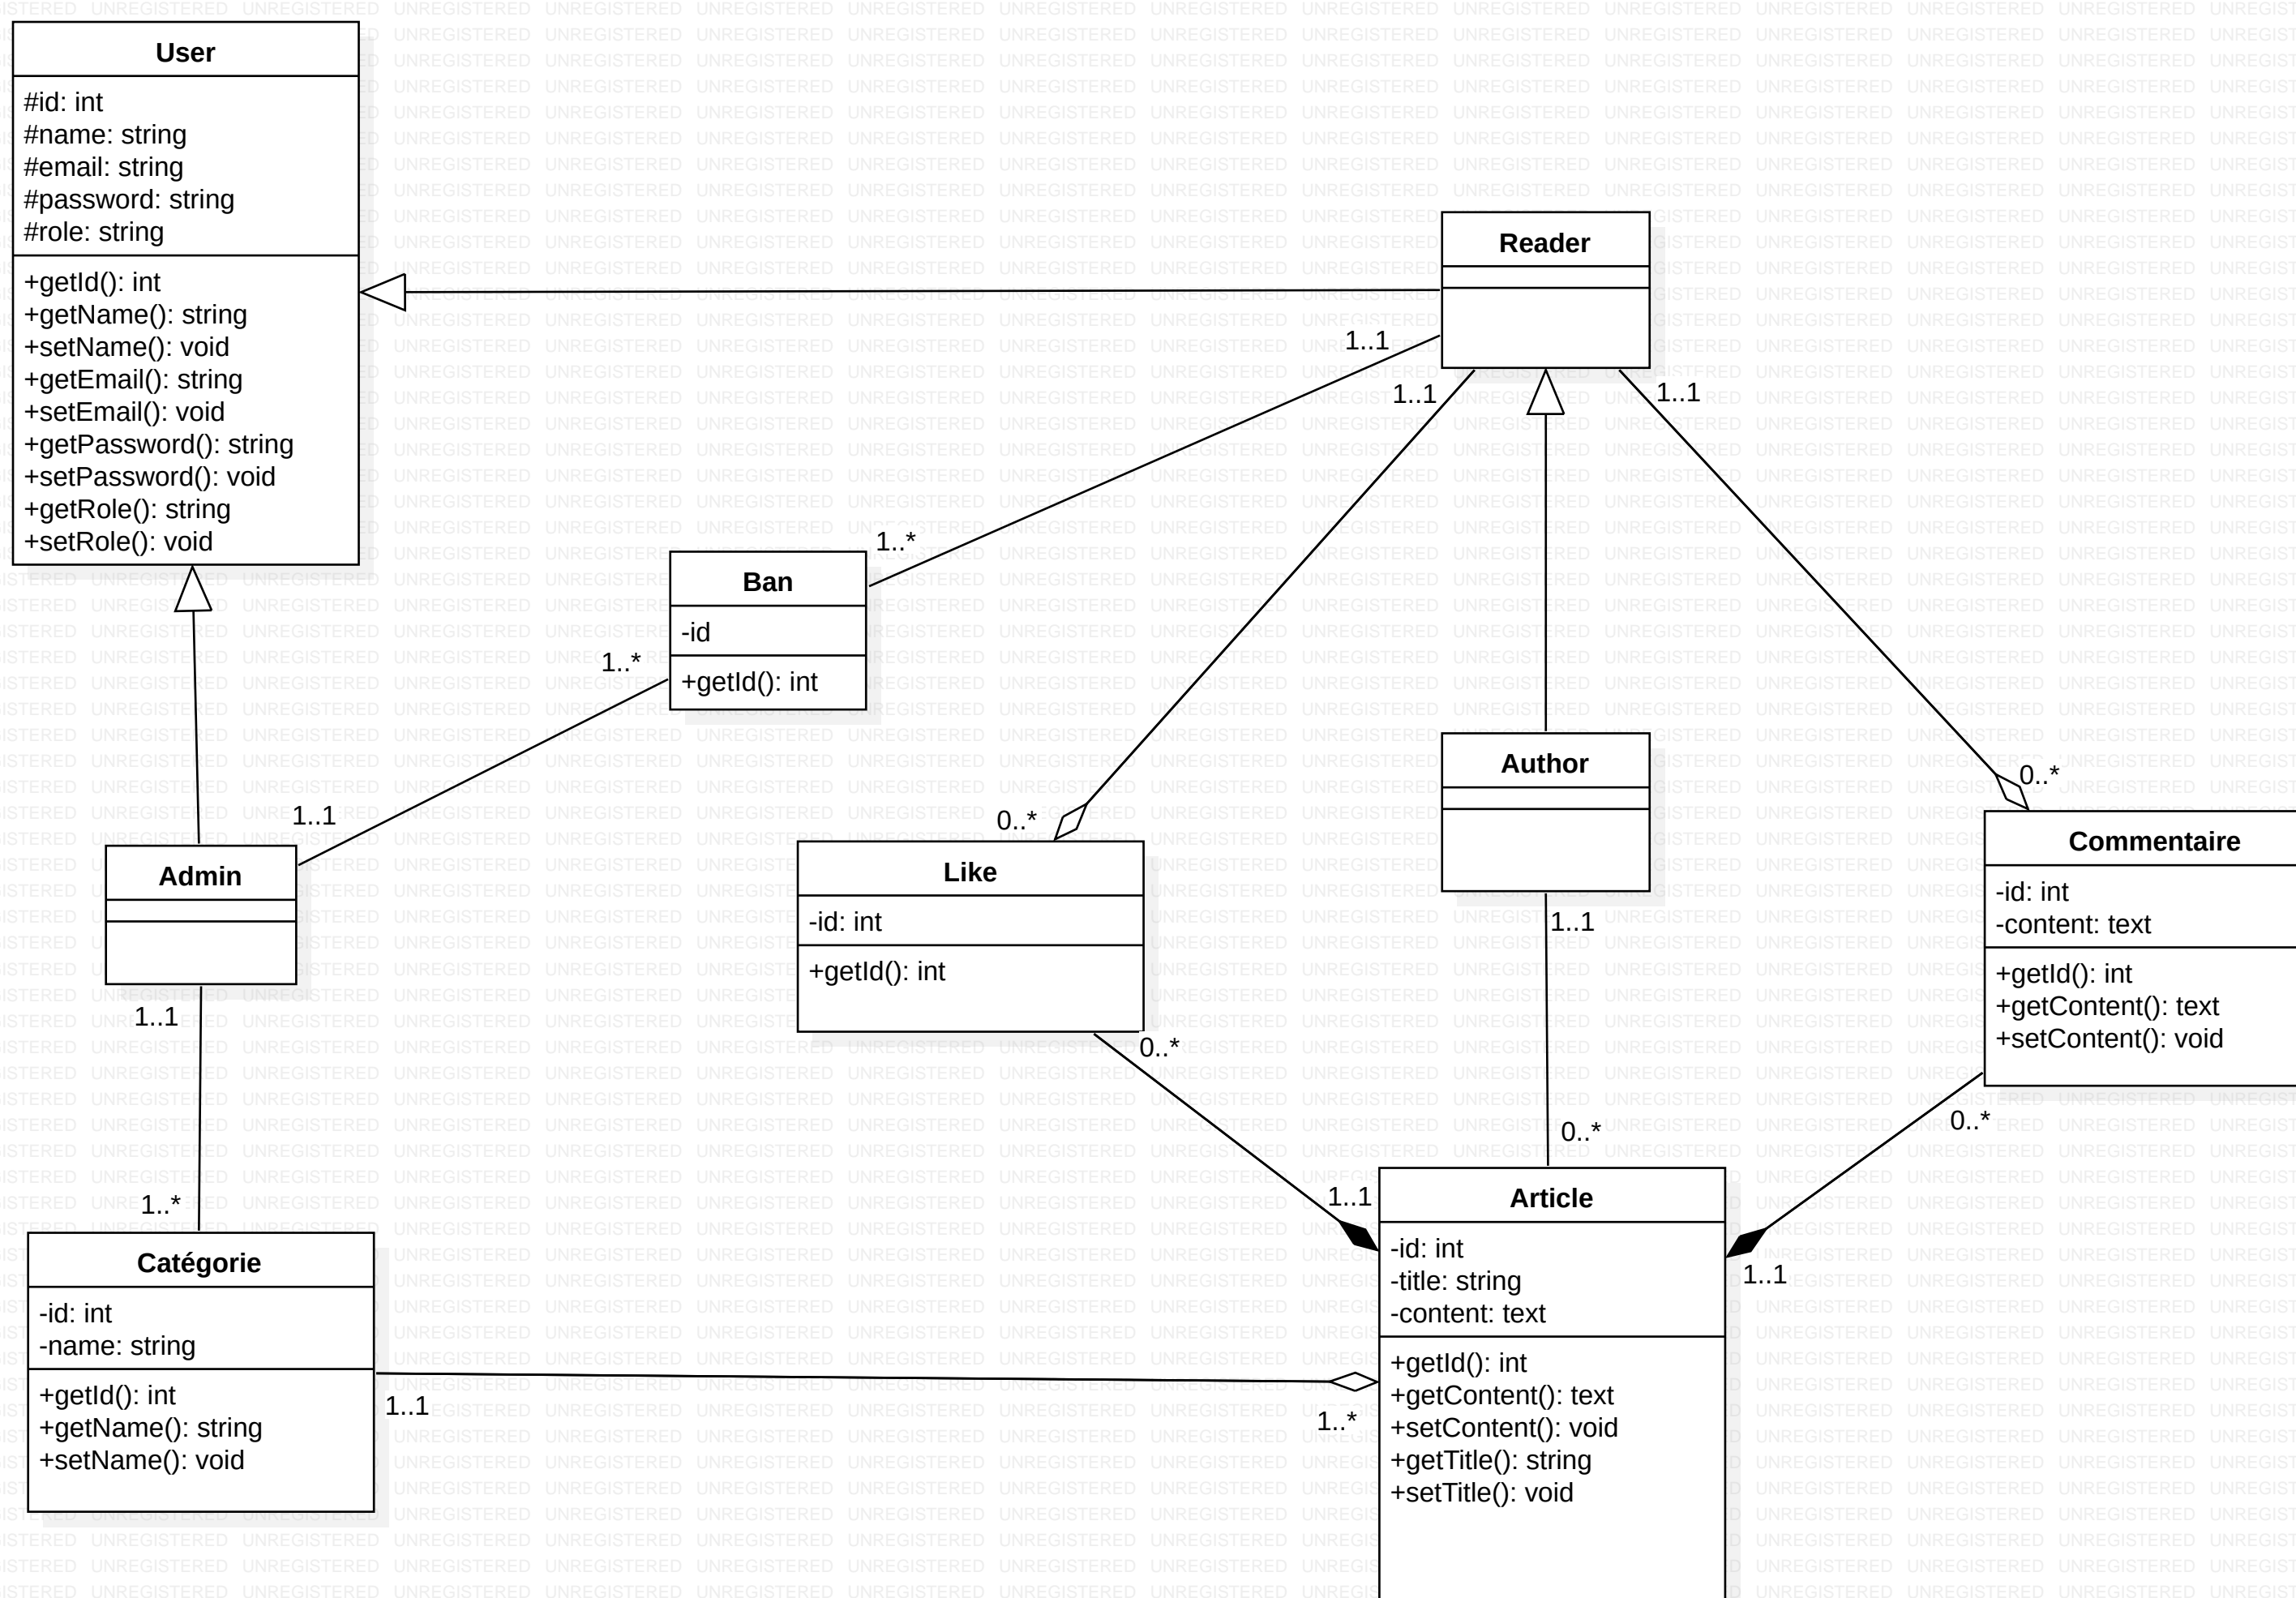 User
#id: int
#name: string
#email: string
#password: string
#role: string
+getId(): int
+getName(): string
+setName(): void
+getEmail(): string
+setEmail(): void
+getPassword(): string
+setPassword(): void
+getRole(): string
+setRole(): void
Reader
1..1
1..1
1..1
1..*
Ban
-id
+getId(): int
1..*
1..1
Admin
1..1
1..*
0..*
Like
-id: int
+getId(): int
0..*
Author
1..1
0..*
0..*
Commentaire
-id: int
-content: text
+getId(): int
+getContent(): text
+setContent(): void
0..*
1..1
1..1
Article
-id: int
-title: string
-content: text
+getId(): int
+getContent(): text
+setContent(): void
+getTitle(): string
+setTitle(): void
Catégorie
-id: int
-name: string
+getId(): int
+getName(): string
+setName(): void
1..1
1..*
UNREGISTERED